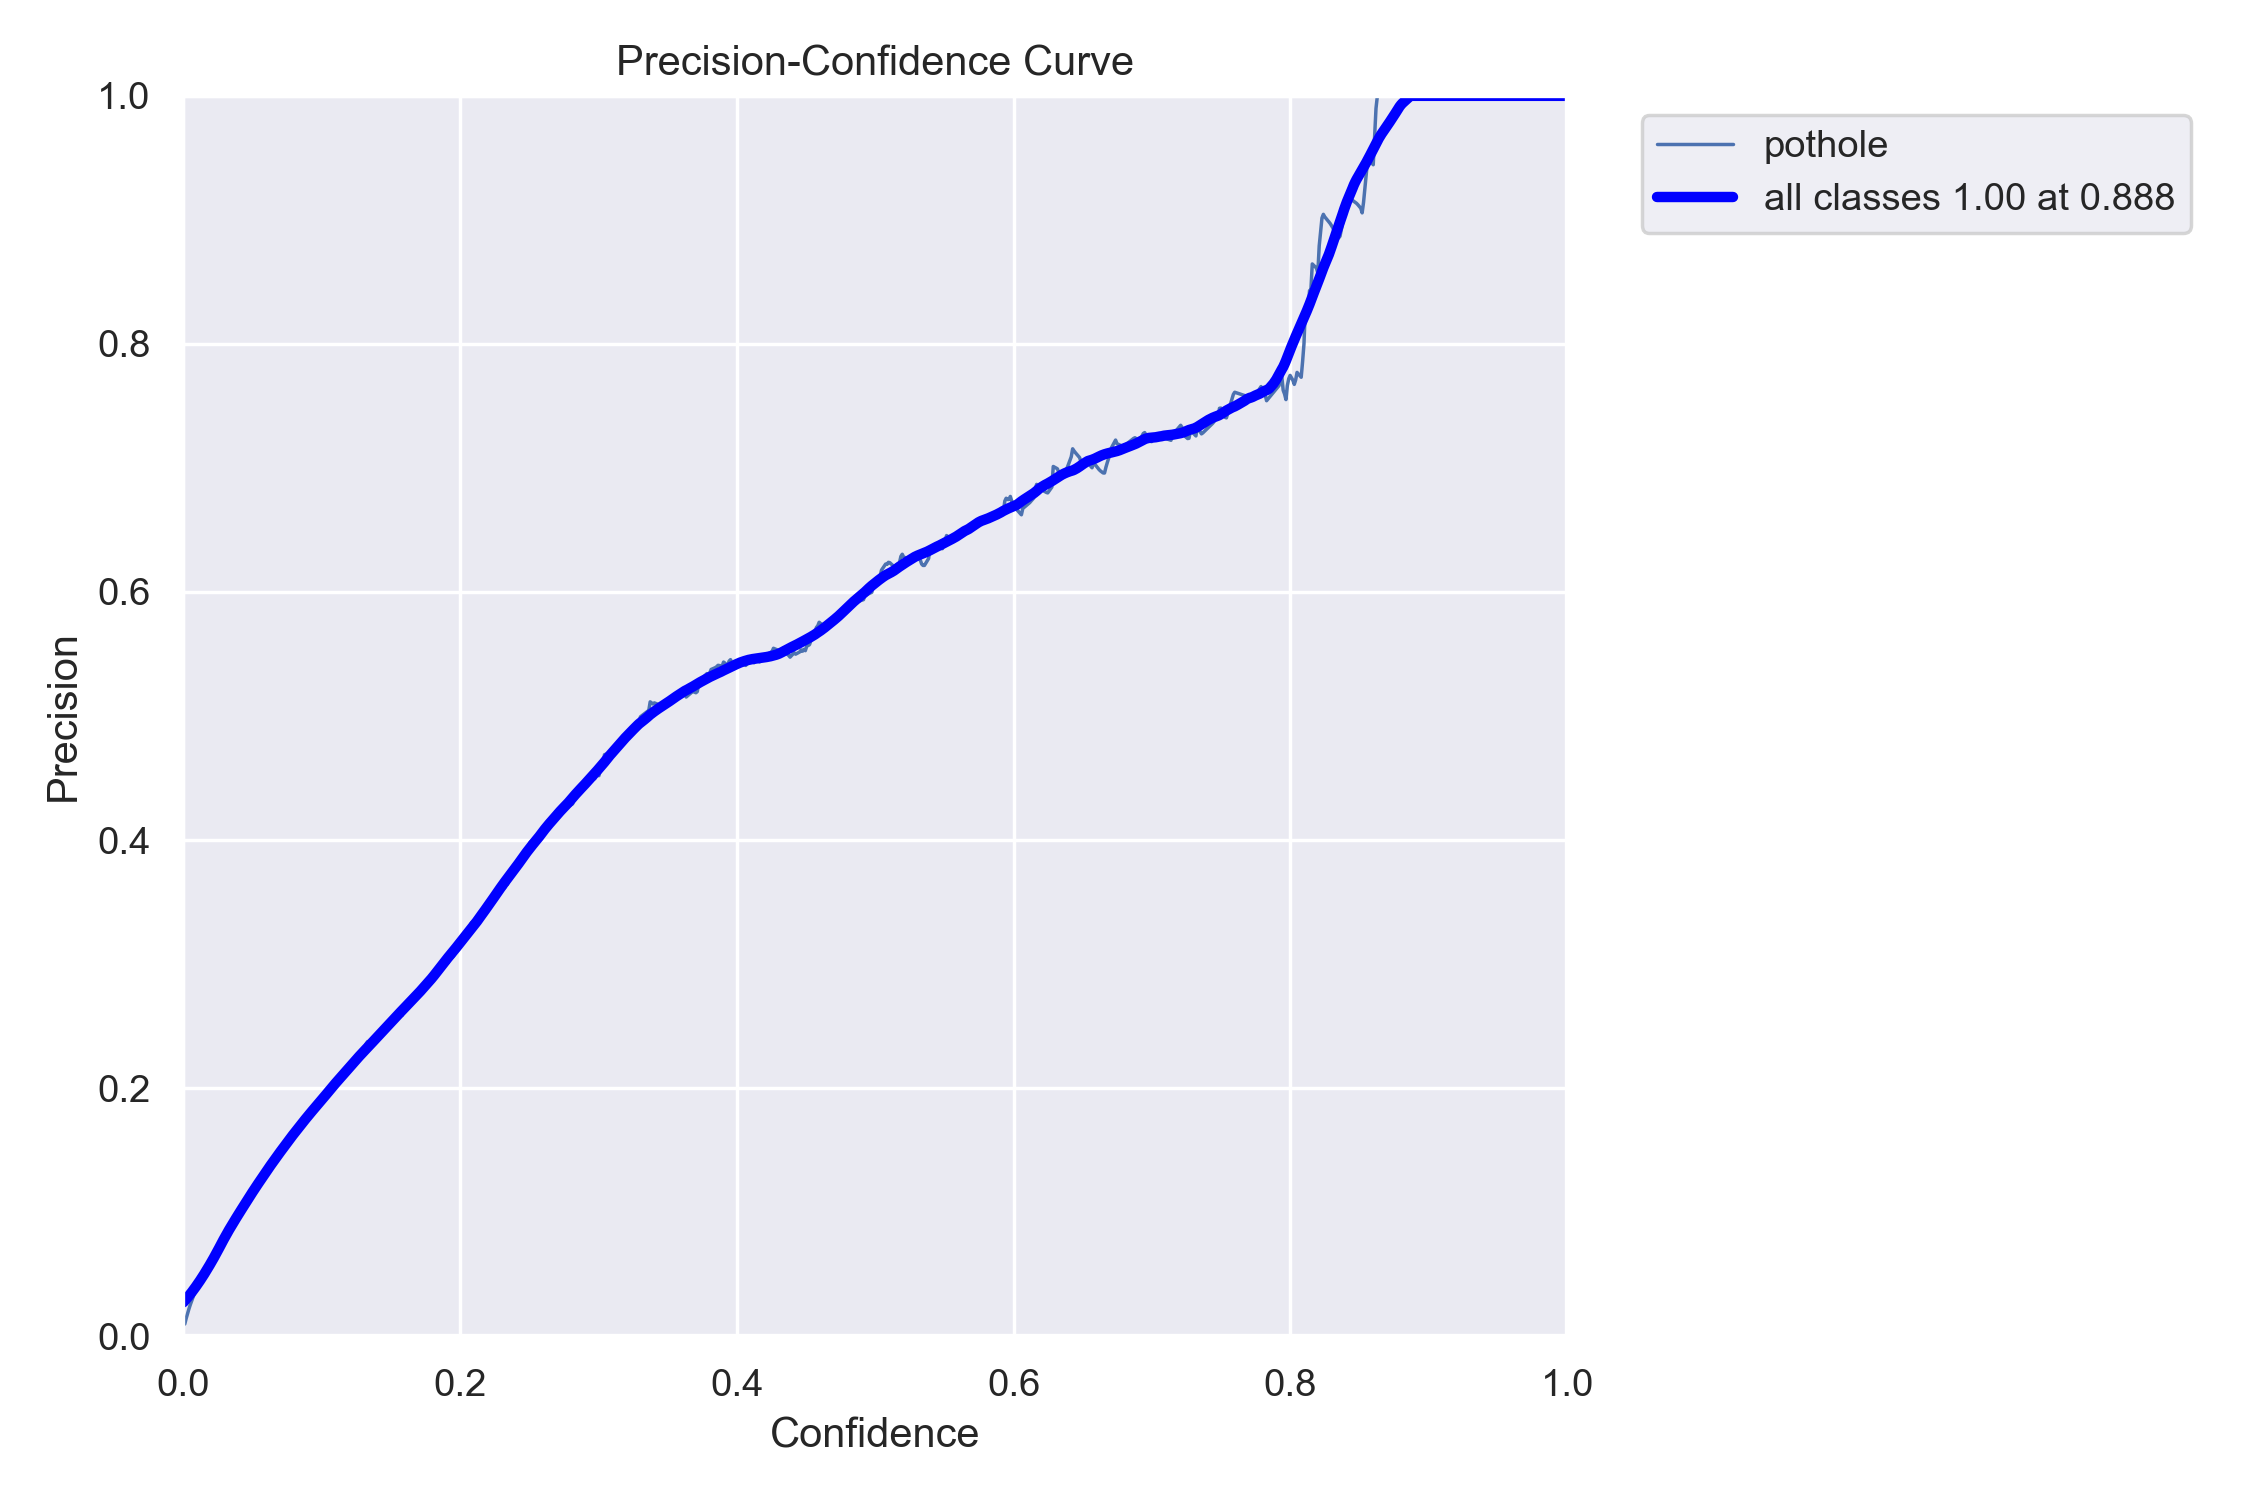 Precision-Confidence Curve
1.0
0.8
0.6
0.4
0.2
0.0
Precision
0.0 0.2 0.4 0.6 0.8 1.0
Confidence
pothole
all classes 1.00 at 0.888